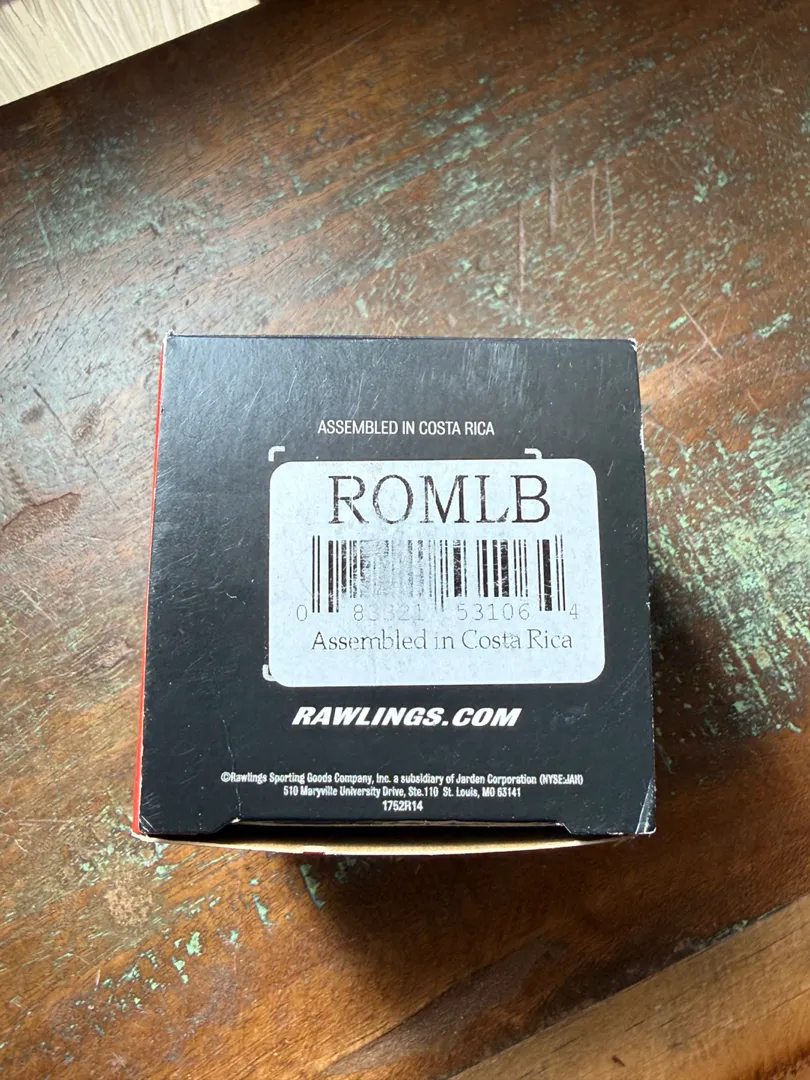 ASSEMBLED IN COSTA RICA
ROMLB
0 83321 53106 4
Assembled in Costa Rica
RAWLINGS.COM
©Rawlings Sporting Goods Company, Inc. a subsidiary of Jarden Corporation (NYSE:JAH)
510 Maryville University Drive, Ste.110 St. Louis, MO 63141
1752R14